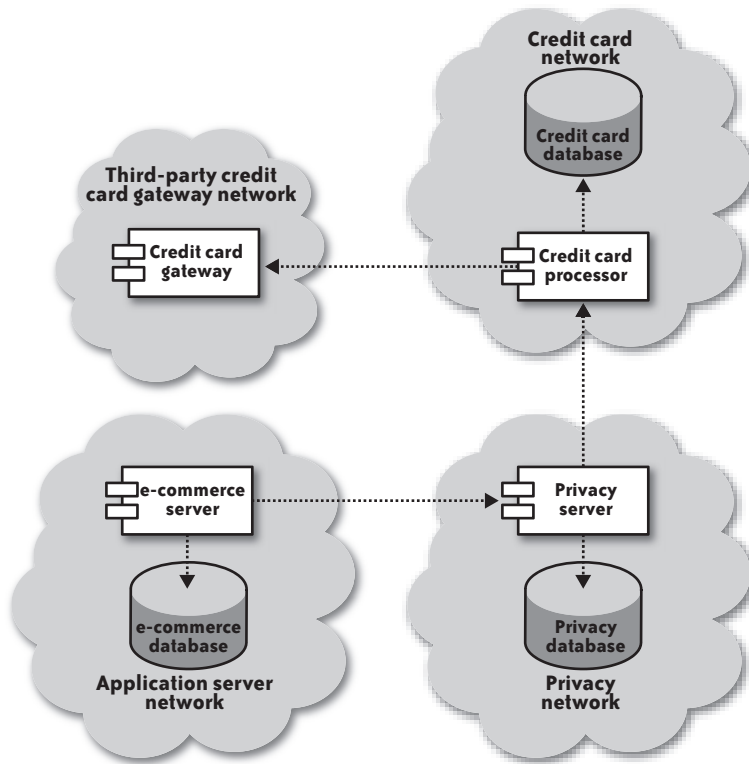 Credit card
network
Credit card
database
Third-party credit
card gateway network
Credit card
gateway
Credit card
processor
e-commerce
server
Privacy
server
e-commerce
database
Privacy
database
Application server
network
Privacy
network